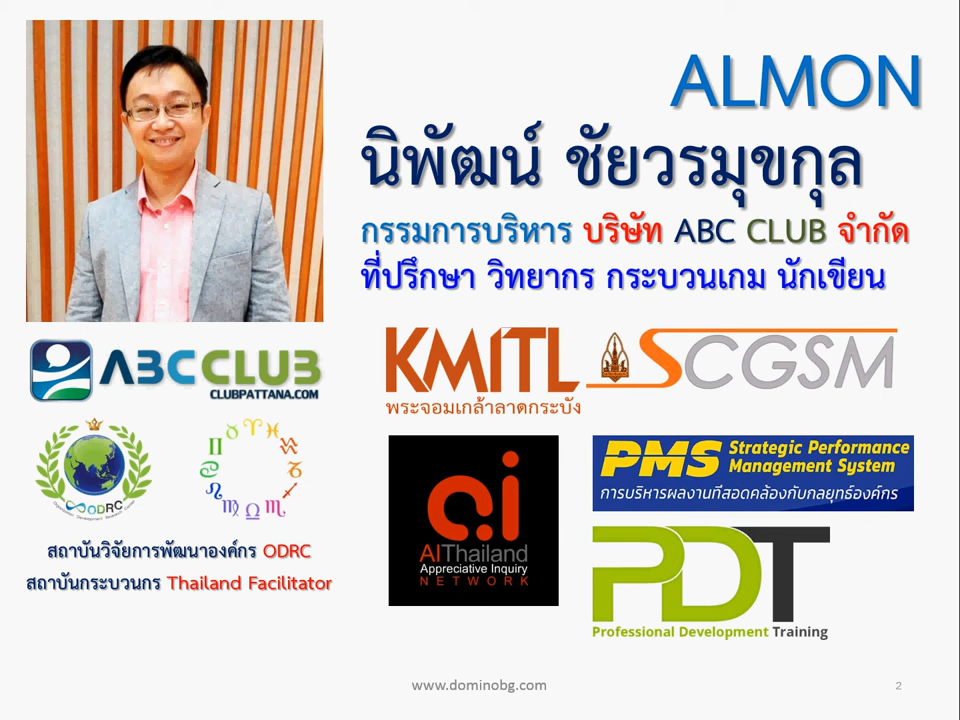 ALMON
นิพัฒน์ ชัยวรมุขกุล
กรรมการบริหาร บริษัท ABC CLUB จำกัด
ที่ปรึกษา วิทยากร กระบวนเกม นักเขียน
ABC CLUB
CLUBPATTANA.COM
ODRC
สถาบันวิจัยการพัฒนาองค์กร ODRC
สถาบันกระบวนกร Thailand Facilitator
KMITL
พระจอมเกล้าลาดกระบัง
SCGSM
ai
AIThailand
Appreciative Inquiry
NETWORK
PMS Strategic Performance
Management System
การบริหารผลงานที่สอดคล้องกับกลยุทธ์องค์กร
PDT
Professional Development Training
www.dominobg.com
2